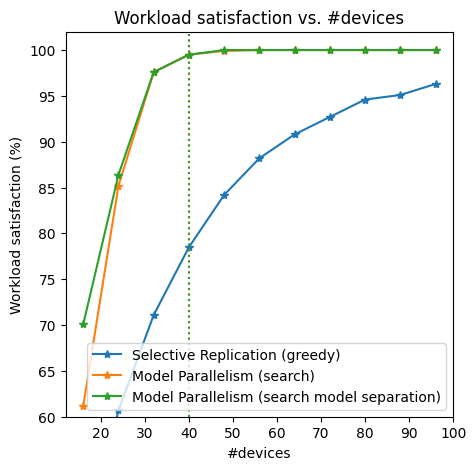 Workload satisfaction vs. #devices
Workload satisfaction (%)
100
95
90
85
80
75
70
65
60
Selective Replication (greedy)
Model Parallelism (search)
Model Parallelism (search model separation)
20 30 40 50 60 70 80 90 100
#devices